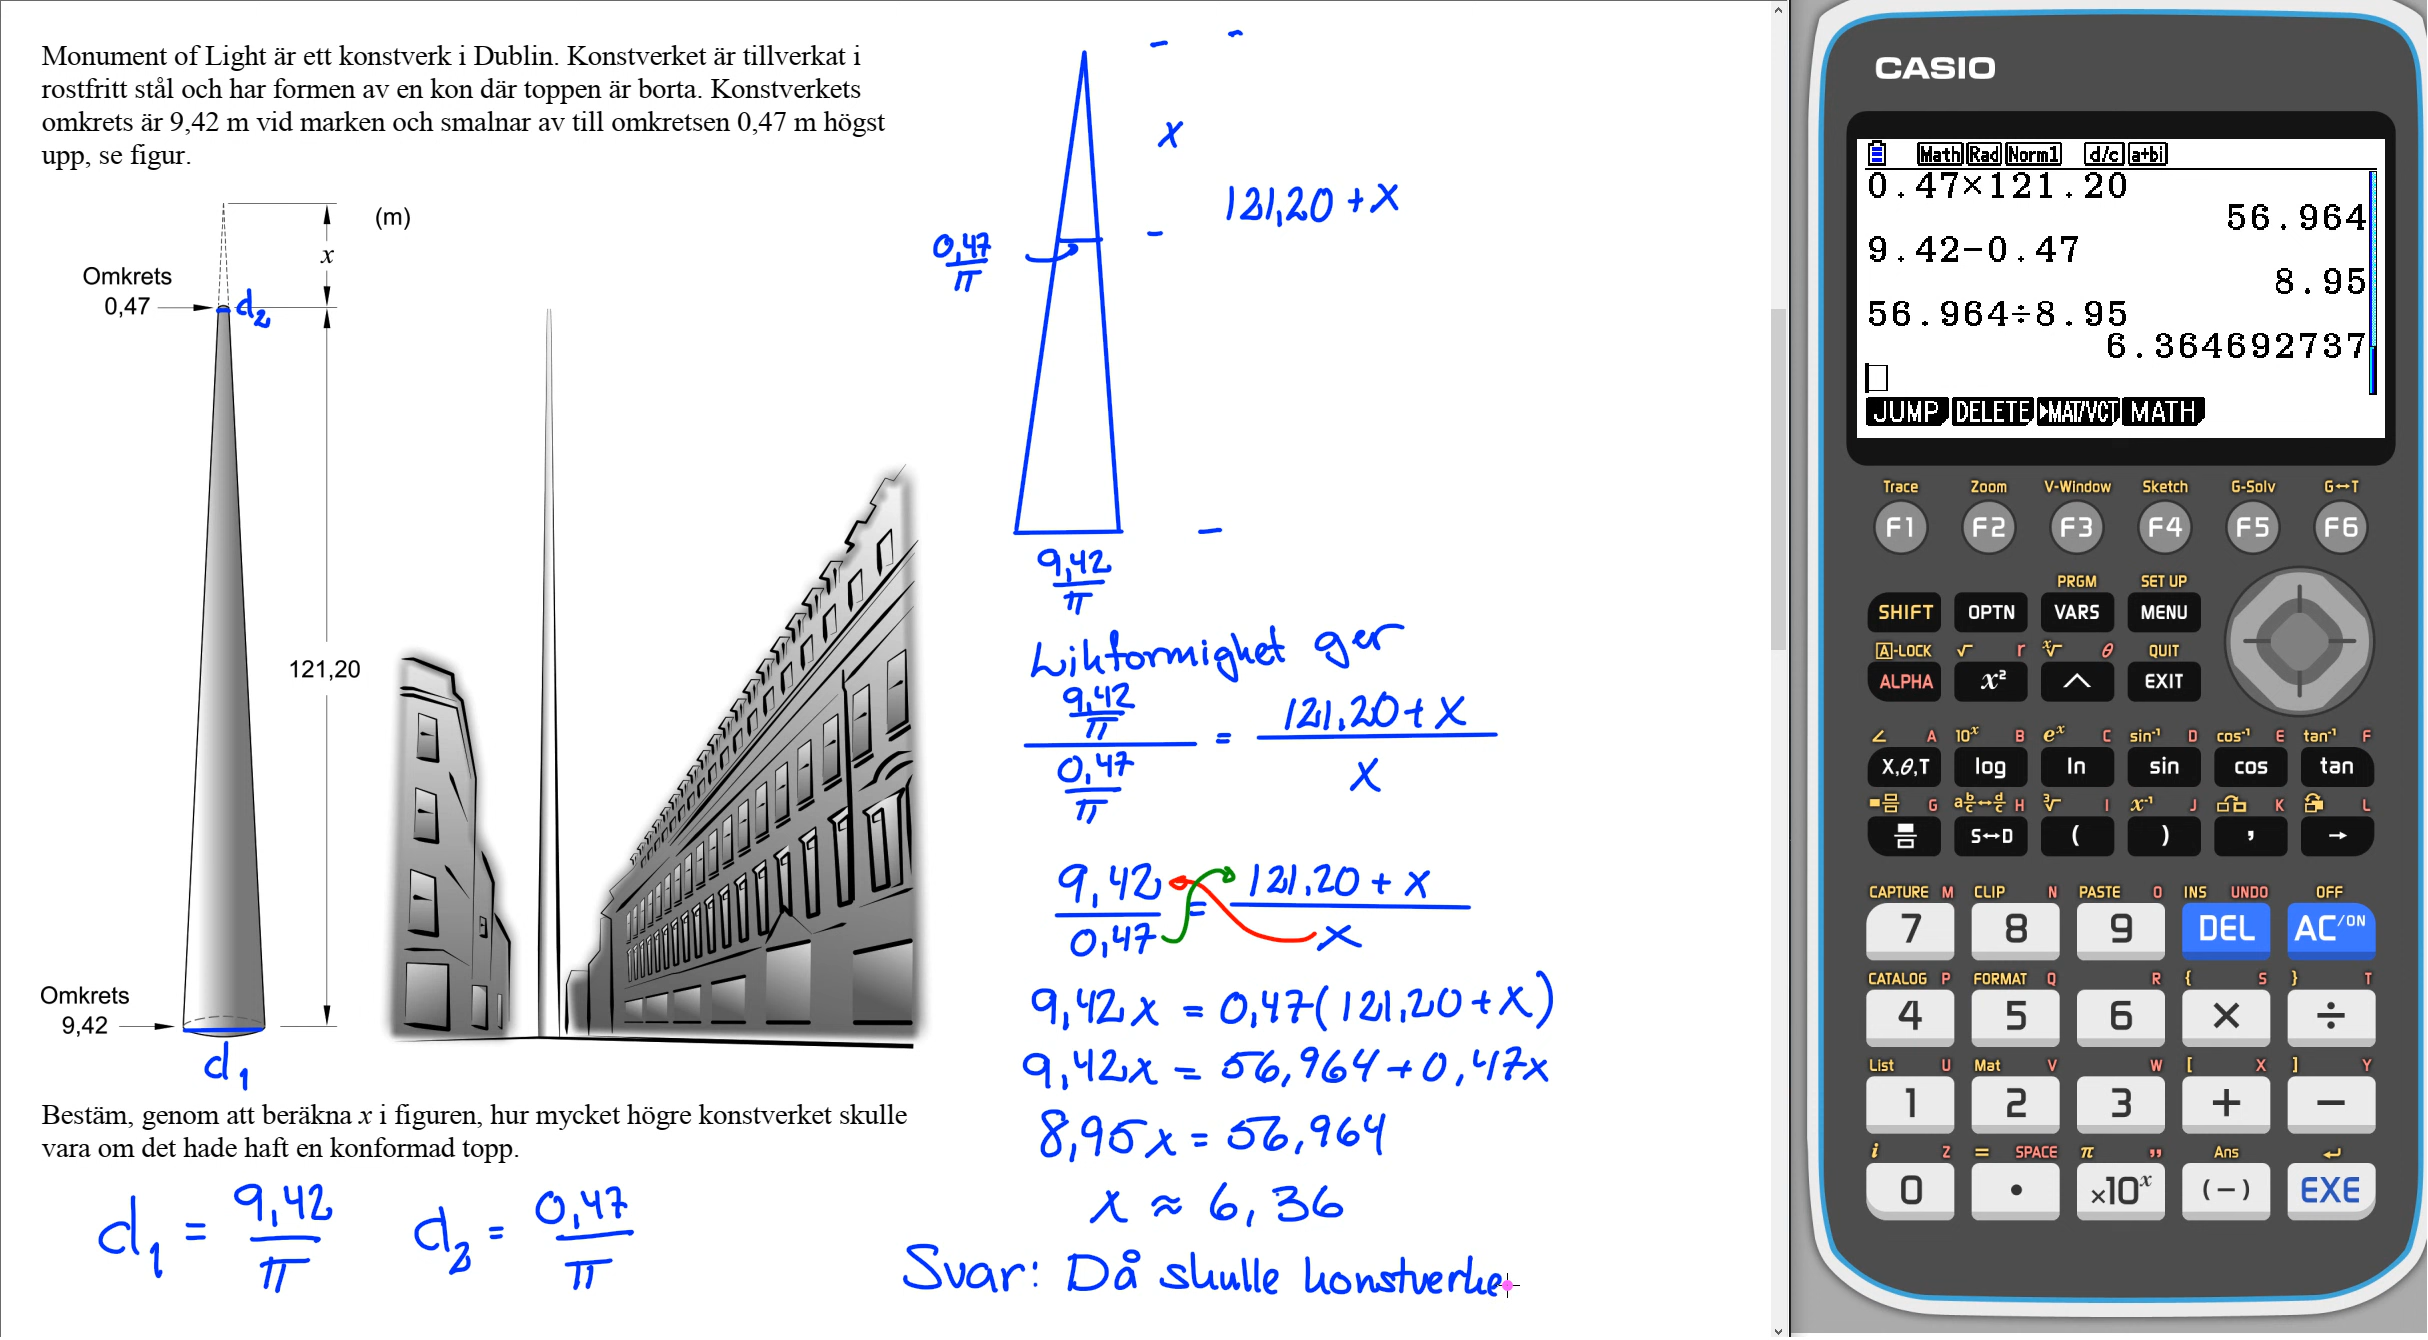 Monument of Light är ett konstverk i Dublin. Konstverket är tillverkat i
rostfritt stål och har formen av en kon där toppen är borta. Konstverkets
omkrets är 9,42 m vid marken och smalnar av till omkretsen 0,47 m högst
upp, se figur.
(m)
x
Omkrets
0,47
d₂
121,20
Omkrets
9,42
d₁
Bestäm, genom att beräkna x i figuren, hur mycket högre konstverket skulle
vara om det hade haft en konformad topp.
d₁ = 9,42/π d₂ = 0,47/π
x
121,20 + x
0,47/π
9,42/π
Likformighet ger
(9,42/π)/(0,47/π) = (121,20 + x)/x
9,42/0,47 = (121,20 + x)/x
9,42x = 0,47(121,20 + x)
9,42x = 56,964 + 0,47x
8,95x = 56,964
x ≈ 6,36
Svar: Då skulle konstverke
CASIO
Math Rad Norm1 d/c a+bi
0.47×121.20
56.964
9.42-0.47
8.95
56.964÷8.95
6.364692737
JUMP DELETE ▶MAT/VCT MATH
Trace Zoom V-Window Sketch G-Solv G↔T
F1 F2 F3 F4 F5 F6
PRGM SET UP
SHIFT OPTN VARS MENU
A-LOCK √ r ˣ√ θ QUIT
ALPHA x² ^ EXIT
∠ A 10ˣ B eˣ C sin⁻¹ D cos⁻¹ E tan⁻¹ F
X,θ,T log ln sin cos tan
G a b/c↔d/c H ³√ I x⁻¹ J K L
S↔D ( ) , →
CAPTURE M CLIP N PASTE O INS UNDO OFF
7 8 9 DEL AC/ON
CATALOG P FORMAT Q R { S } T
4 5 6 × ÷
List U Mat V W [ X ] Y
1 2 3 + −
i Z = SPACE π ,, Ans ↵
0 • ×10ˣ (−) EXE